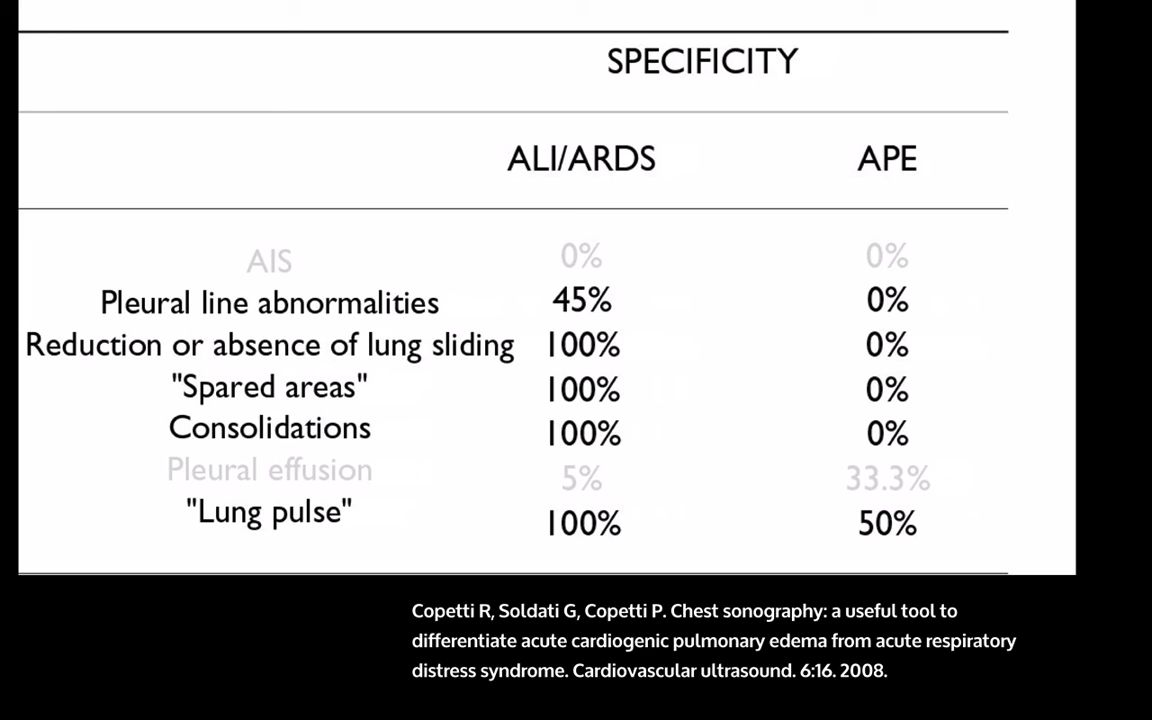 SPECIFICITY
ALI/ARDS APE
AIS 0% 0%
Pleural line abnormalities 45% 0%
Reduction or absence of lung sliding 100% 0%
"Spared areas" 100% 0%
Consolidations 100% 0%
Pleural effusion 5% 33.3%
"Lung pulse" 100% 50%
Copetti R, Soldati G, Copetti P. Chest sonography: a useful tool to
differentiate acute cardiogenic pulmonary edema from acute respiratory
distress syndrome. Cardiovascular ultrasound. 6:16. 2008.